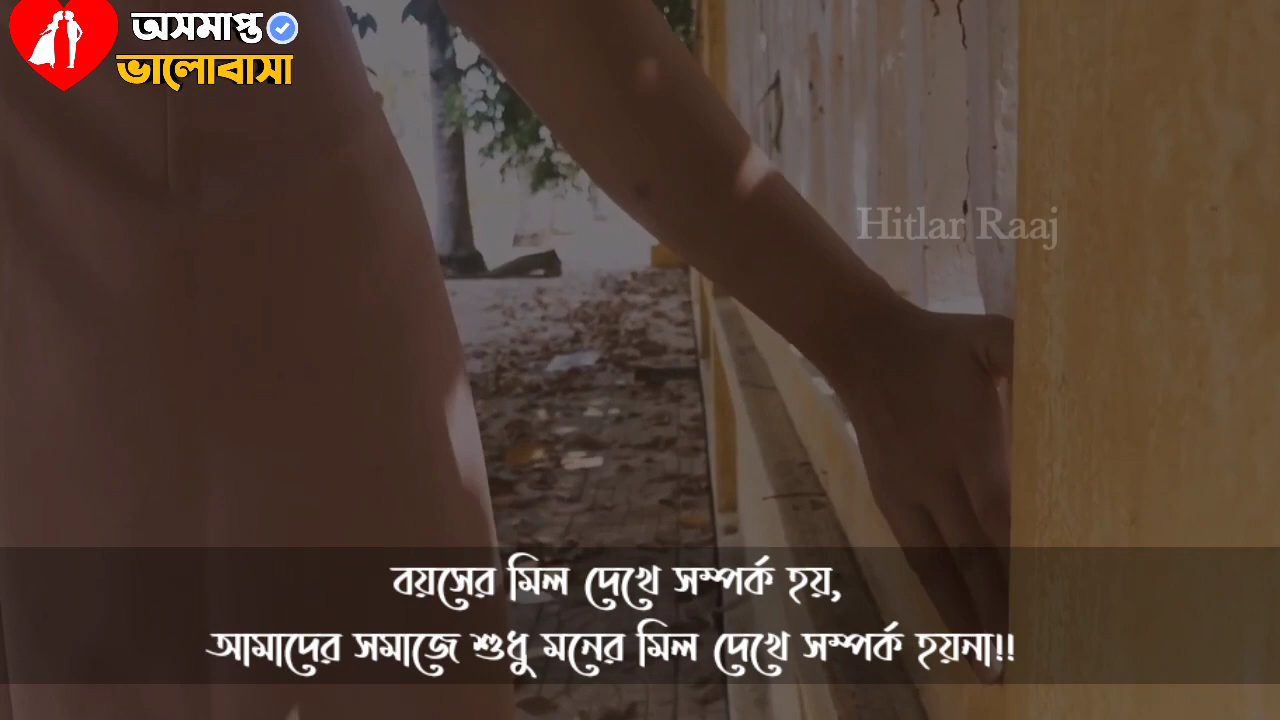 অসমাপ্ত
ভালোবাসা
Hitlar Raaj
বয়সের মিল দেখে সম্পর্ক হয়,
আমাদের সমাজে শুধু মনের মিল দেখে সম্পর্ক হয়না!!